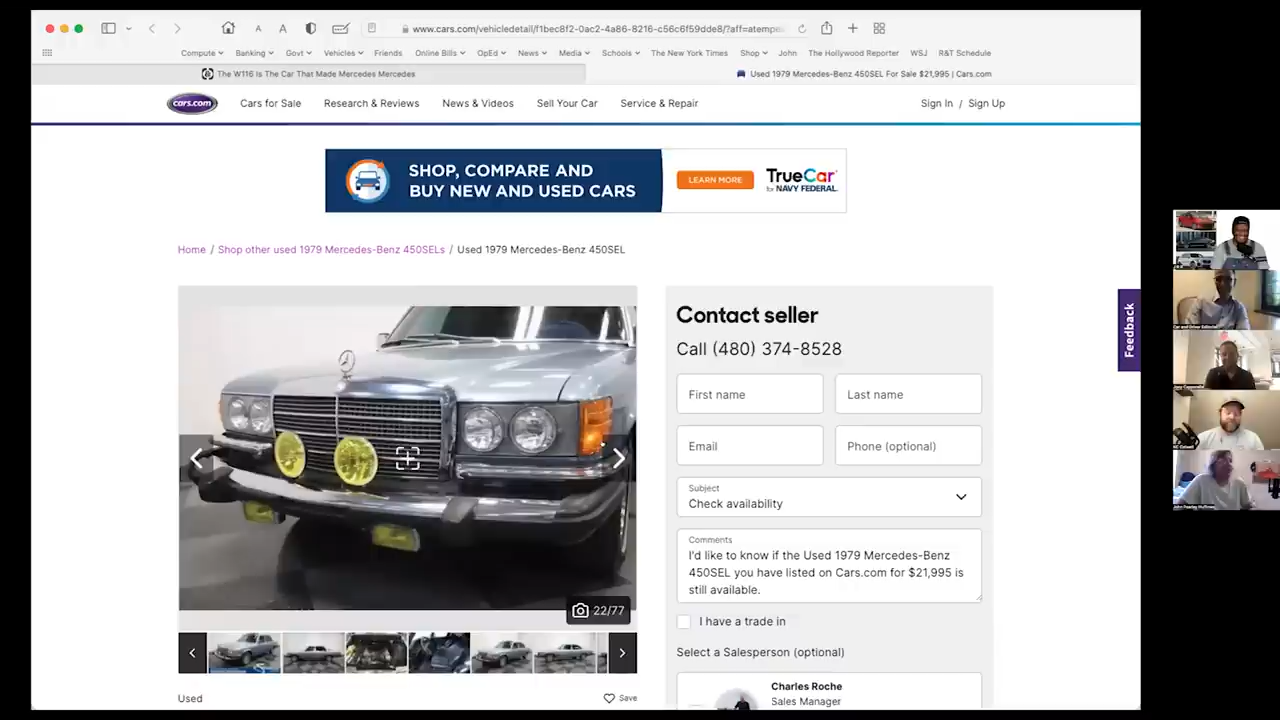 www.cars.com/vehicledetail/f1bec8f2-0ac2-4a86-8216-c56c6f59dde8/?aff=atempo
Compute Banking Govt Vehicles Friends Online Bills OpEd News Media Schools The New York Times Shop John The Hollywood Reporter WSJ R&T Schedule
The W116 Is The Car That Made Mercedes Mercedes
Used 1979 Mercedes-Benz 450SEL For Sale $21,995 | Cars.com
cars.com
Cars for Sale Research & Reviews News & Videos Sell Your Car Service & Repair Sign In / Sign Up
SHOP, COMPARE AND
BUY NEW AND USED CARS
LEARN MORE
TrueCar
for NAVY FEDERAL
Home / Shop other used 1979 Mercedes-Benz 450SELs / Used 1979 Mercedes-Benz 450SEL
22/77
Used
Save
Contact seller
Call (480) 374-8528
First name
Last name
Email
Phone (optional)
Subject
Check availability
Comments
I'd like to know if the Used 1979 Mercedes-Benz
450SEL you have listed on Cars.com for $21,995 is
still available.
I have a trade in
Select a Salesperson (optional)
Charles Roche
Sales Manager
Feedback
Car and Driver Editorial
John Pearley Huffman